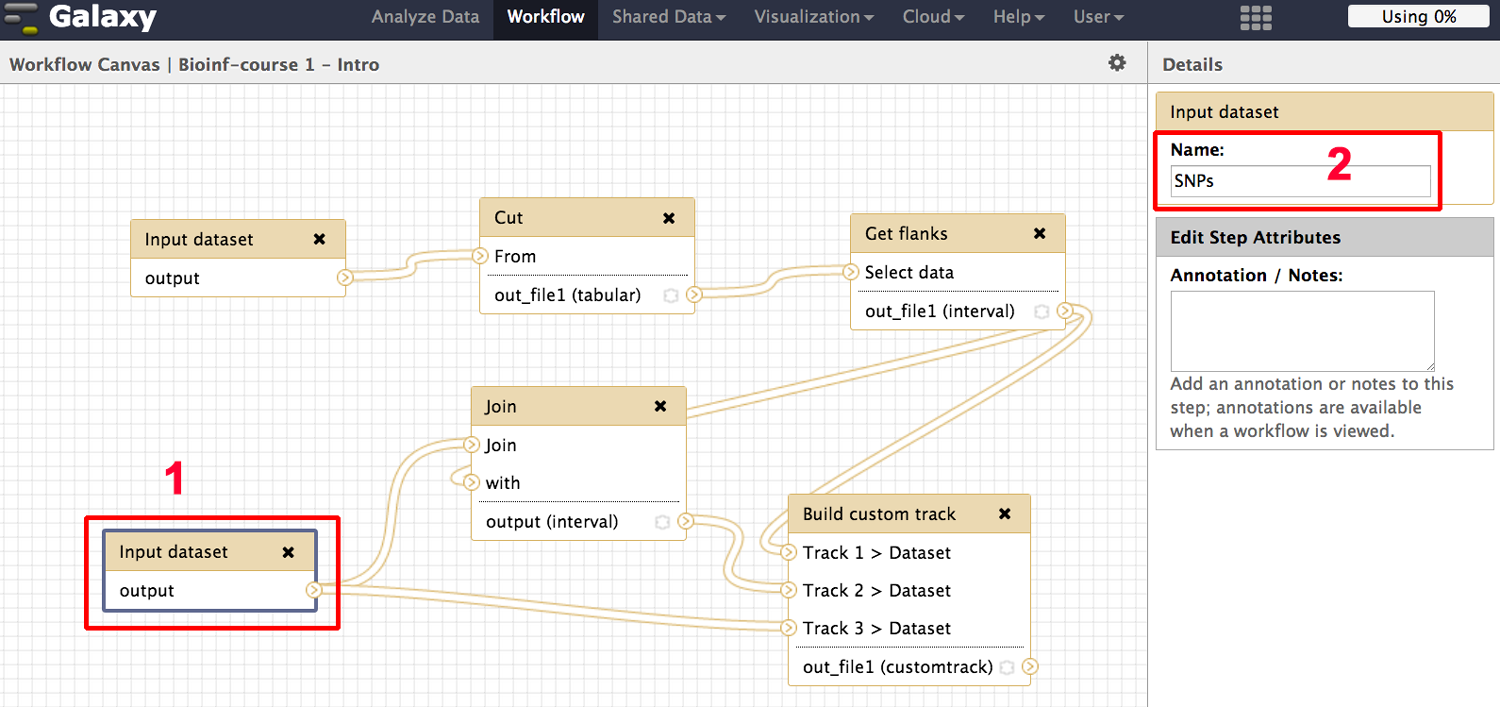 Galaxy Analyze Data Workflow Shared Data Visualization Cloud Help User Using 0%
Workflow Canvas | Bioinf-course 1 - Intro
Input dataset
output
Cut
From
out_file1 (tabular)
Get flanks
Select data
out_file1 (interval)
Join
Join
with
output (interval)
1
Input dataset
output
Build custom track
Track 1 > Dataset
Track 2 > Dataset
Track 3 > Dataset
out_file1 (customtrack)
Details
Input dataset
Name:
2
SNPs
Edit Step Attributes
Annotation / Notes:
Add an annotation or notes to this
step; annotations are available
when a workflow is viewed.